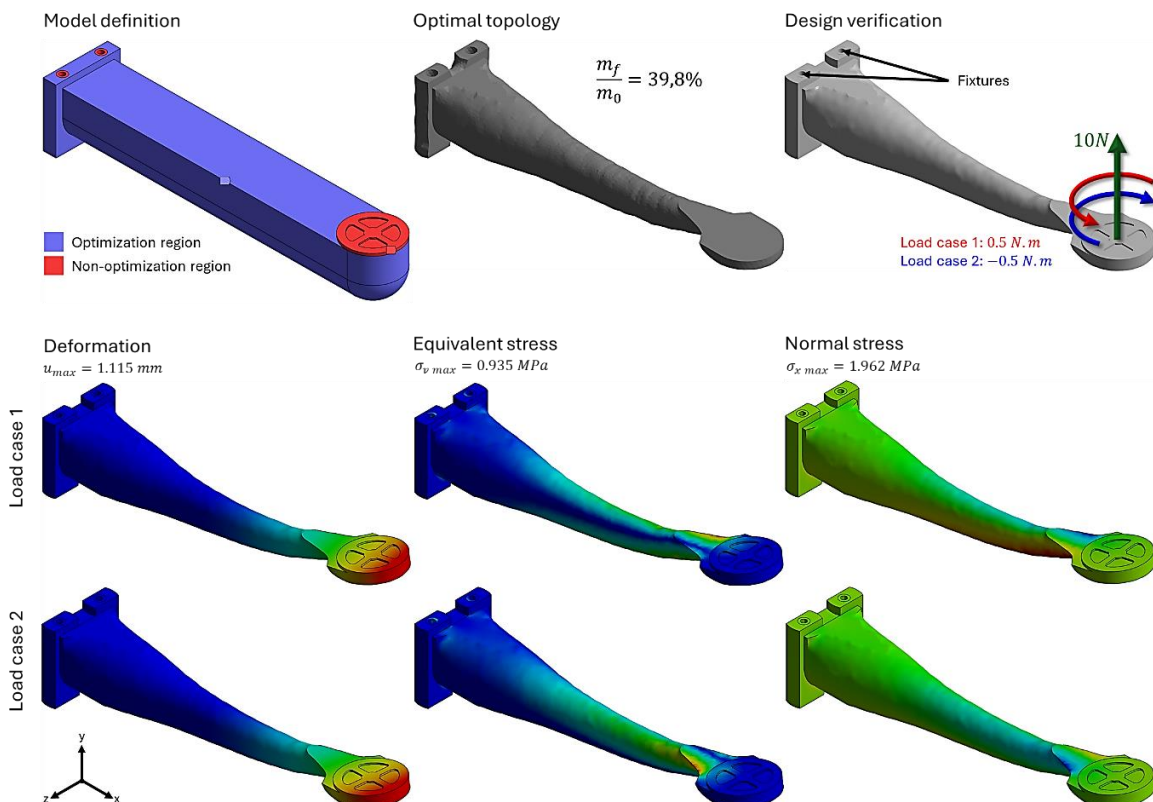 Model definition
Optimal topology
Design verification
m_f
m_0
= 39,8%
Fixtures
10N
Optimization region
Non-optimization region
Load case 1: 0.5 N.m
Load case 2: −0.5 N.m
Deformation
u_max = 1.115 mm
Equivalent stress
σ_v max = 0.935 MPa
Normal stress
σ_x max = 1.962 MPa
Load case 1
Load case 2
y
z
x